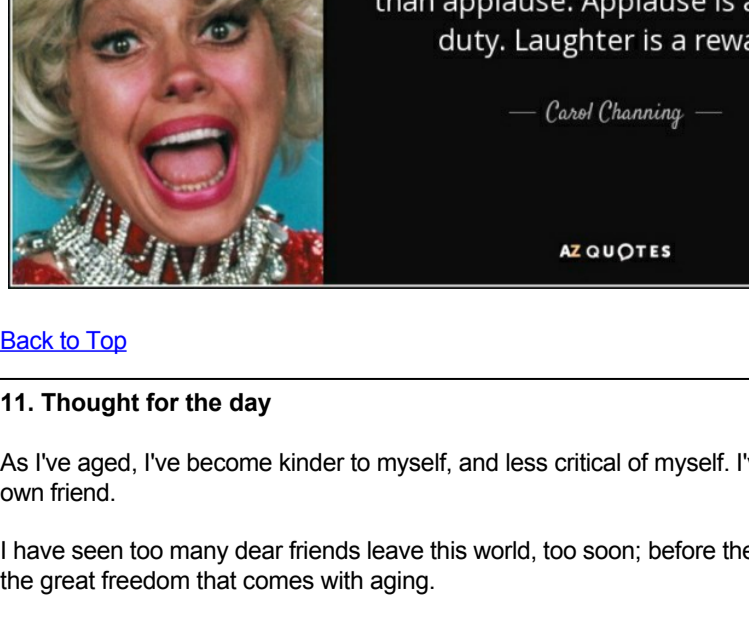 than applause. Applause is a
duty. Laughter is a rewa
— Carol Channing —
AZ QUOTES
Back to Top
11. Thought for the day
As I've aged, I've become kinder to myself, and less critical of myself. I'
own friend.
I have seen too many dear friends leave this world, too soon; before the
the great freedom that comes with aging.